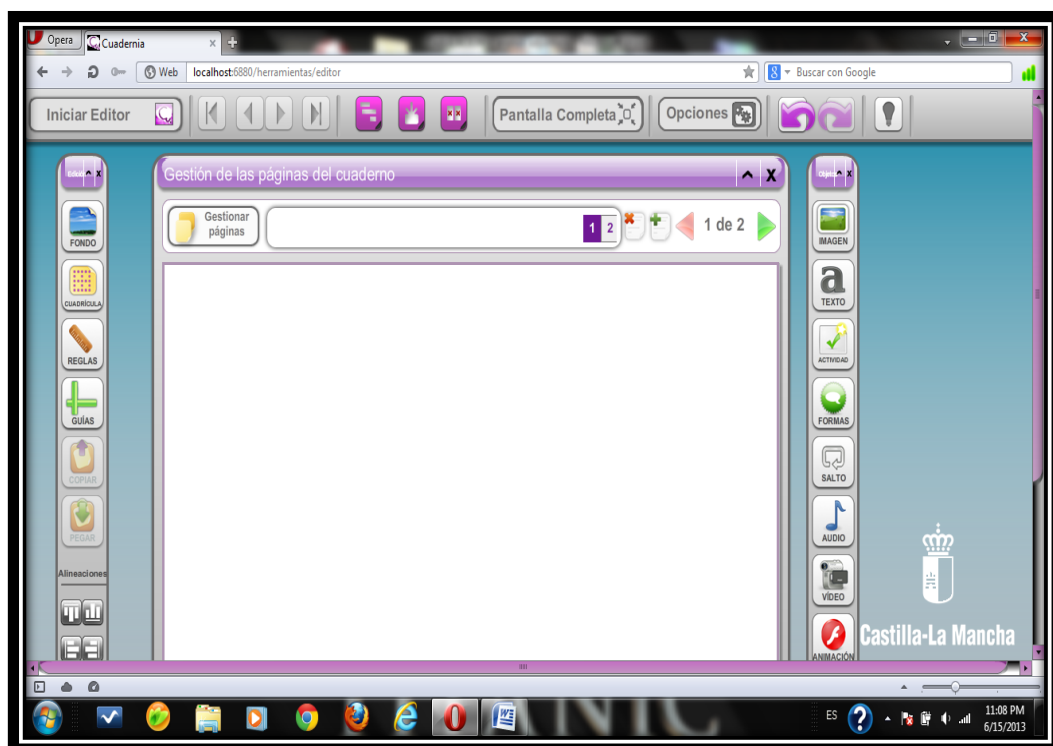 Opera
Cuadernia
Web
localhost:6880/herramientas/editor
Buscar con Google
Iniciar Editor
Pantalla Completa
Opciones
Gestión de las páginas del cuaderno
Gestionar
páginas
1 2
1 de 2
FONDO
CUADRÍCULA
REGLAS
GUÍAS
COPIAR
PEGAR
Alineaciones
IMAGEN
TEXTO
ACTIVIDAD
FORMAS
SALTO
AUDIO
VÍDEO
ANIMACIÓN
Castilla-La Mancha
ES
11:08 PM
6/15/2013